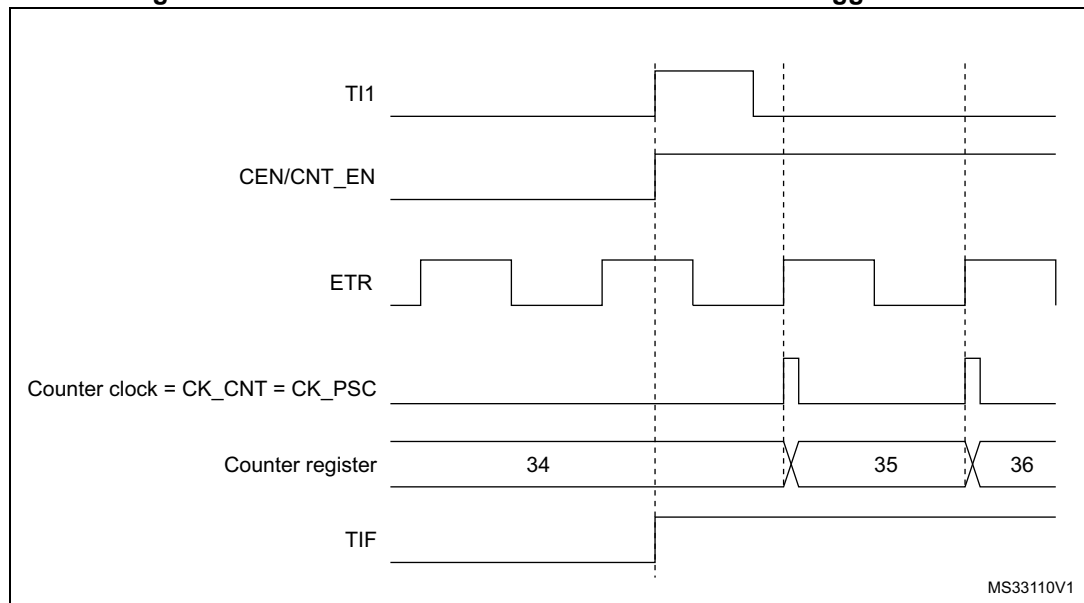 TI1
CEN/CNT_EN
ETR
Counter clock = CK_CNT = CK_PSC
Counter register 34 35 36
TIF
MS33110V1